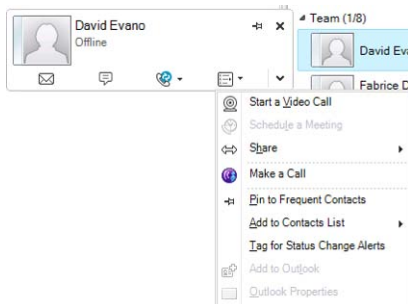 David Evano
Offline
Team (1/8)
David Eva
Fabrice D
Start a Video Call
Schedule a Meeting
Share
Make a Call
Pin to Frequent Contacts
Add to Contacts List
Tag for Status Change Alerts
Add to Outlook
Outlook Properties